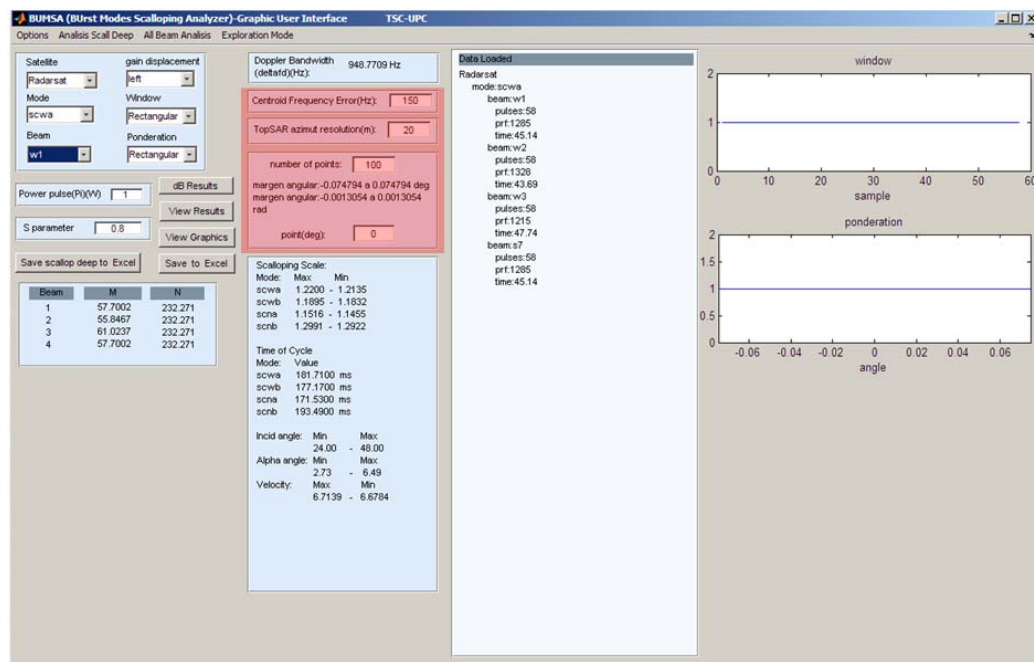 BUMSA (BUrst Modes Scalloping Analyzer)-Graphic User Interface TSC-UPC
Options Analisis Scall Deep All Beam Analisis Exploration Mode
Satellite gain displacement
Radarsat left
Mode Window
scwa Rectangular
Beam Ponderation
w1 Rectangular
Power pulse(Pi)(W) 1
dB Results
View Results
S parameter 0.8
View Graphics
Save scallop deep to Excel Save to Excel
Beam M N
1 57.7002 232.271
2 55.8467 232.271
3 61.0237 232.271
4 57.7002 232.271
Doppler Bandwidth
(deltafd)(Hz): 948.7709 Hz
Centroid Frequency Error(Hz): 150
TopSAR azimut resolution(m): 20
number of points: 100
margen angular:-0.074794 a 0.074794 deg
margen angular:-0.0013054 a 0.0013054
rad
point(deg): 0
Scalloping Scale:
Mode: Max Min
scwa 1.2200 - 1.2135
scwb 1.1895 - 1.1832
scna 1.1516 - 1.1455
scnb 1.2991 - 1.2922
Time of Cycle
Mode: Value
scwa 181.7100 ms
scwb 177.1700 ms
scna 171.5300 ms
scnb 193.4900 ms
Incid angle: Min Max
24.00 - 48.00
Alpha angle: Min Max
2.73 - 6.49
Velocity: Max Min
6.7139 - 6.6784
Data Loaded
Radarsat
mode:scwa
beam:w1
pulses:58
prf:1285
time:45.14
beam:w2
pulses:58
prf:1328
time:43.69
beam:w3
pulses:58
prf:1215
time:47.74
beam:s7
pulses:58
prf:1285
time:45.14
window
2
1
0
0 10 20 30 40 50 60
sample
ponderation
2
1.5
1
0.5
0
-0.06 -0.04 -0.02 0 0.02 0.04 0.06
angle